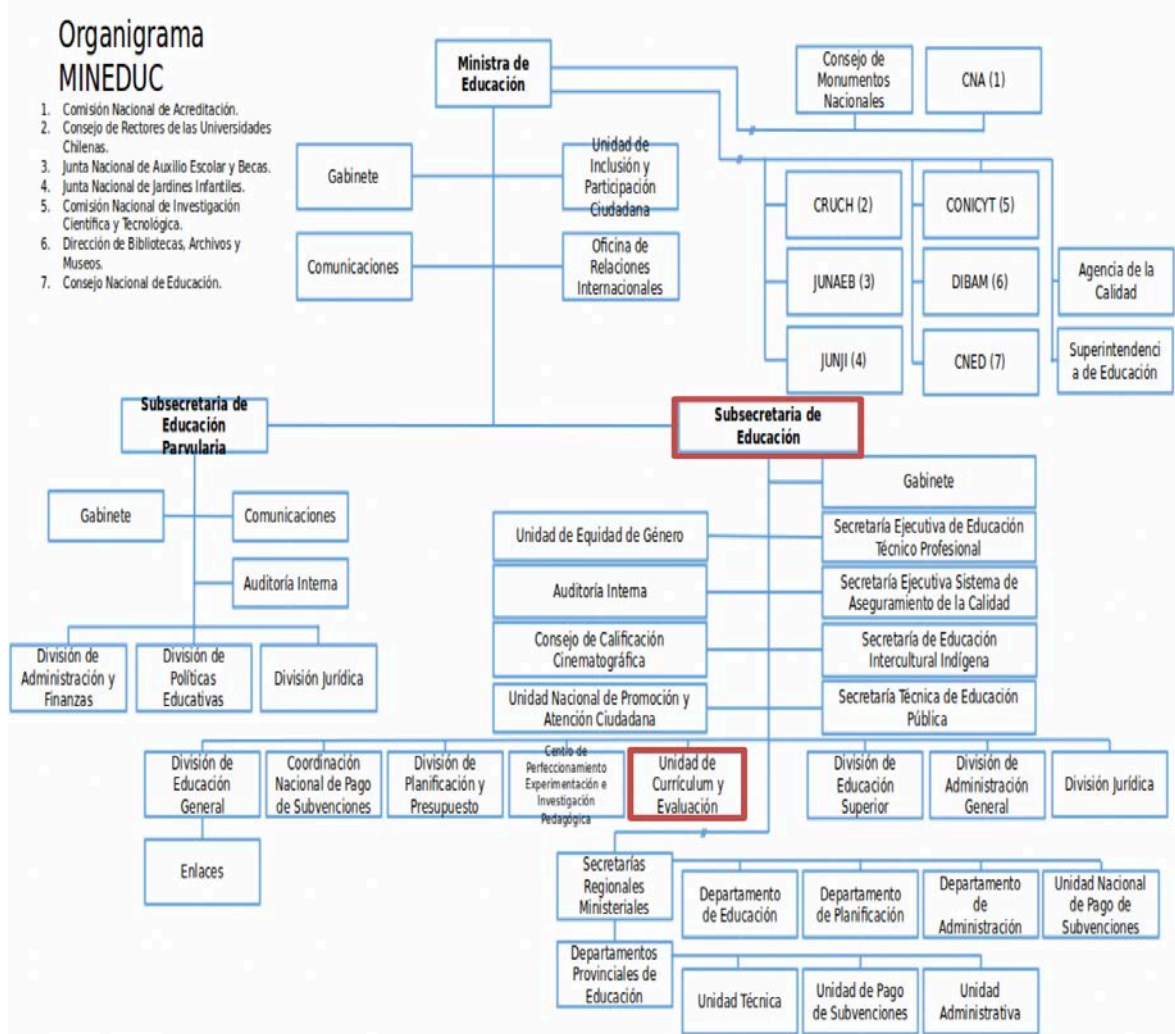 Organigrama
MINEDUC
1. Comisión Nacional de Acreditación.
2. Consejo de Rectores de las Universidades
Chilenas.
3. Junta Nacional de Auxilio Escolar y Becas.
4. Junta Nacional de Jardines Infantiles.
5. Comisión Nacional de Investigación
Científica y Tecnológica.
6. Dirección de Bibliotecas, Archivos y
Museos.
7. Consejo Nacional de Educación.
Ministra de
Educación
Consejo de
Monumentos
Nacionales
CNA (1)
Gabinete
Unidad de
Inclusión y
Participación
Ciudadana
Comunicaciones
Oficina de
Relaciones
Internacionales
CRUCH (2)
CONICYT (5)
JUNAEB (3)
DIBAM (6)
Agencia de la
Calidad
JUNJI (4)
CNED (7)
Superintendenci
a de Educación
Subsecretaria de
Educación
Parvularia
Subsecretaria de
Educación
Gabinete
Comunicaciones
Auditoría Interna
División de
Administración y
Finanzas
División de
Políticas
Educativas
División Jurídica
Gabinete
Unidad de Equidad de Género
Secretaría Ejecutiva de Educación
Técnico Profesional
Auditoría Interna
Secretaría Ejecutiva Sistema de
Aseguramiento de la Calidad
Consejo de Calificación
Cinematográfica
Secretaría de Educación
Intercultural Indígena
Unidad Nacional de Promoción y
Atención Ciudadana
Secretaría Técnica de Educación
Pública
División de
Educación
General
Coordinación
Nacional de Pago
de Subvenciones
División de
Planificación y
Presupuesto
Centro de
Perfeccionamiento
Experimentación e
Investigación
Pedagógica
Unidad de
Currículum y
Evaluación
División de
Educación
Superior
División de
Administración
General
División Jurídica
Enlaces
Secretarías
Regionales
Ministeriales
Departamento
de Educación
Departamento
de Planificación
Departamento
de
Administración
Unidad Nacional
de Pago de
Subvenciones
Departamentos
Provinciales de
Educación
Unidad Técnica
Unidad de Pago
de Subvenciones
Unidad
Administrativa